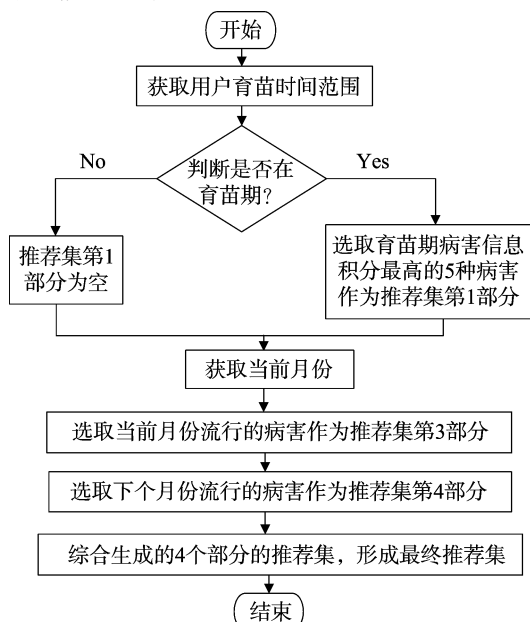 开始
获取用户育苗时间范围
No
判断是否在
育苗期?
Yes
推荐集第1
部分为空
选取育苗期病害信息
积分最高的5种病害
作为推荐集第1部分
获取当前月份
选取当前月份流行的病害作为推荐集第3部分
选取下个月份流行的病害作为推荐集第4部分
综合生成的4个部分的推荐集，形成最终推荐集
结束